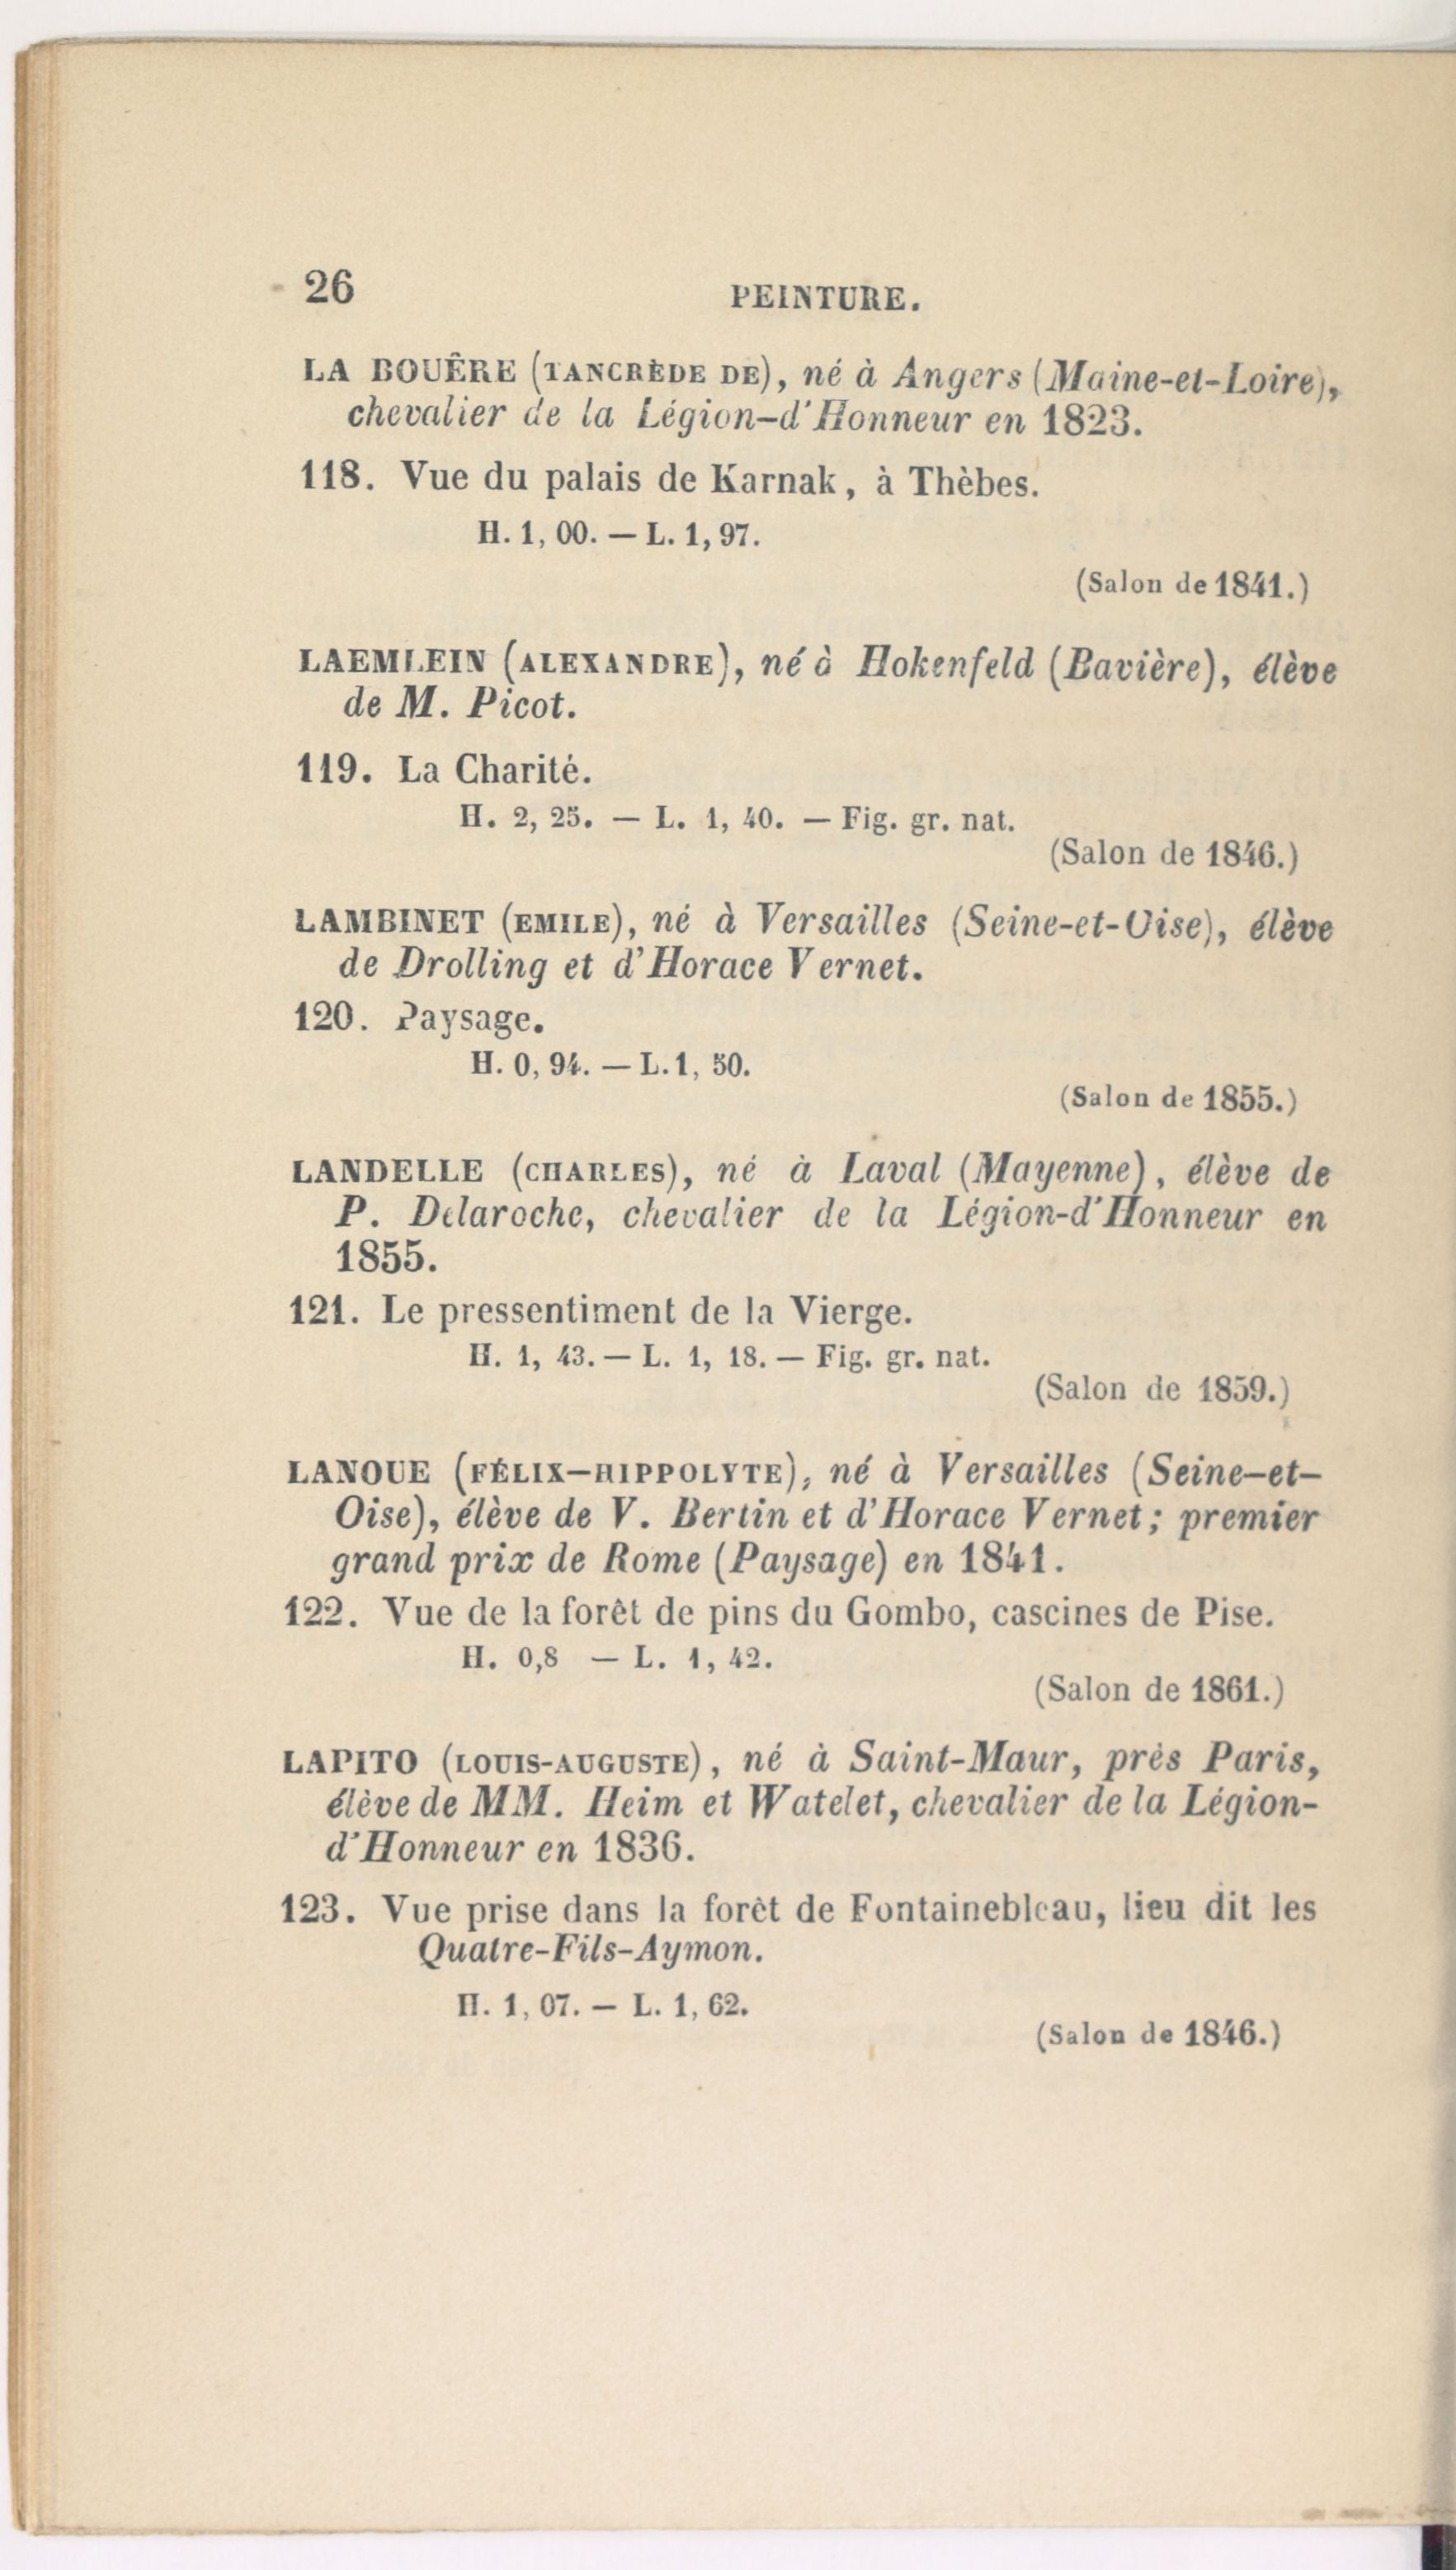 26
PEINTURE.
LA BOUÊRE (TANCRÈDE DE), né à Angers (Maine-et-Loire),
chevalier de la Légion-d'Honneur en 1823.
118. Vue du palais de Karnak, à Thèbes.
H. 1, 00. — L. 1, 97.
(Salon de 1841.)
LAEMLEIN (ALEXANDRE), né à Hokenfeld (Bavière), élève
de M. Picot.
119. La Charité.
H. 2, 25. — L. 1, 40. — Fig. gr. nat.
(Salon de 1846.)
LAMBINET (EMILE), né à Versailles (Seine-et-Oise), élève
de Drolling et d'Horace Vernet.
120. Paysage.
H. 0, 94. — L. 1, 50.
(Salon de 1855.)
LANDELLE (CHARLES), né à Laval (Mayenne), élève de
P. Delaroche, chevalier de la Légion-d'Honneur en
1855.
121. Le pressentiment de la Vierge.
H. 1, 43. — L. 1, 18. — Fig. gr. nat.
(Salon de 1859.)
LANOUE (FÉLIX-HIPPOLYTE), né à Versailles (Seine-et-
Oise), élève de V. Bertin et d'Horace Vernet; premier
grand prix de Rome (Paysage) en 1841.
122. Vue de la forêt de pins du Gombo, cascines de Pise.
H. 0,8 — L. 1, 42.
(Salon de 1861.)
LAPITO (LOUIS-AUGUSTE), né à Saint-Maur, près Paris,
élève de MM. Heim et Watelet, chevalier de la Légion-
d'Honneur en 1836.
123. Vue prise dans la forêt de Fontainebleau, lieu dit les
Quatre-Fils-Aymon.
H. 1, 07. — L. 1, 62.
(Salon de 1846.)